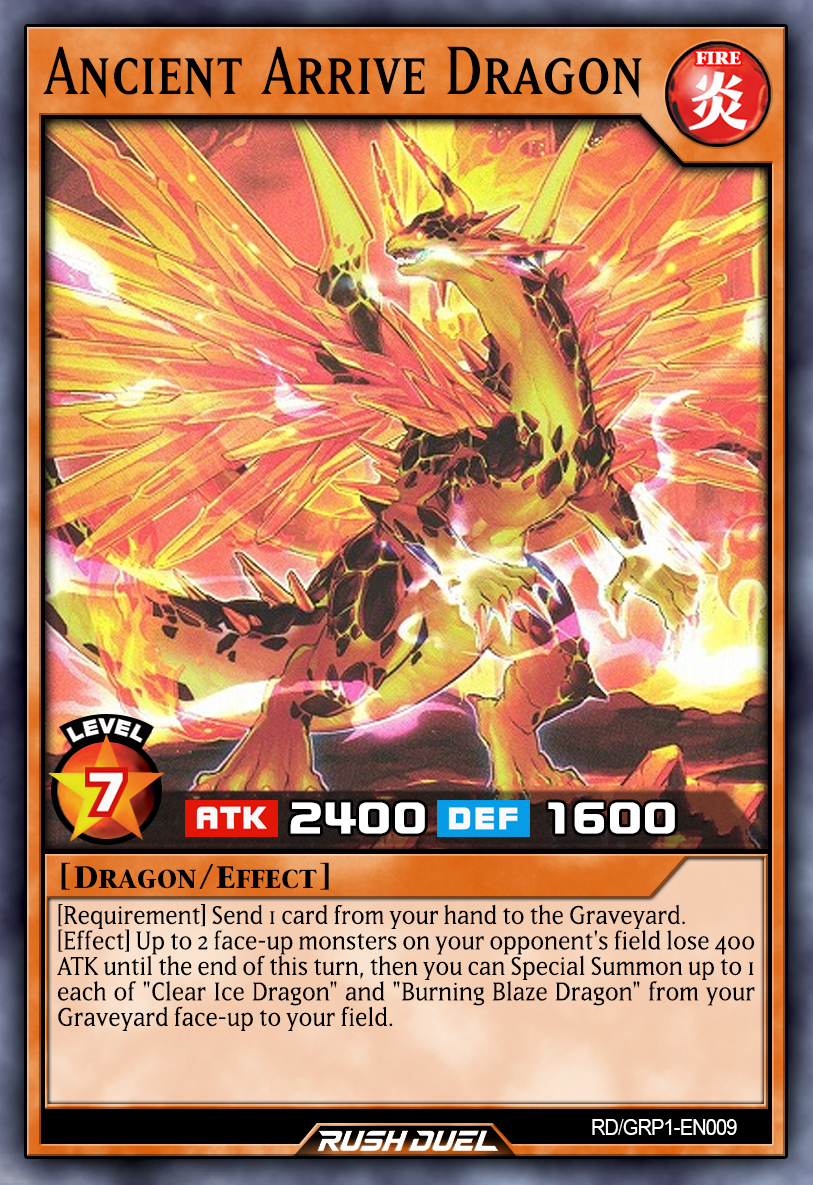 Ancient Arrive Dragon
FIRE
炎
LEVEL
7
ATK 2400 DEF 1600
[Dragon/Effect]
[Requirement] Send 1 card from your hand to the Graveyard.
[Effect] Up to 2 face-up monsters on your opponent's field lose 400
ATK until the end of this turn, then you can Special Summon up to 1
each of "Clear Ice Dragon" and "Burning Blaze Dragon" from your
Graveyard face-up to your field.
RD/GRP1-EN009
RUSH DUEL